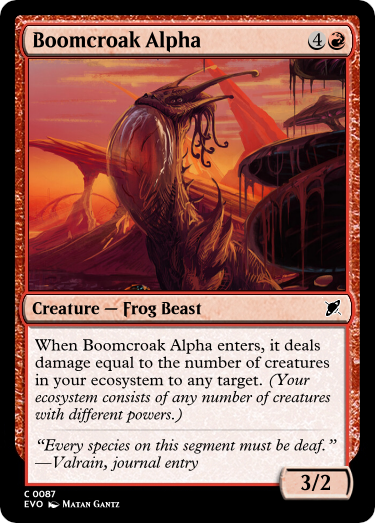 Boomcroak Alpha 4
Creature — Frog Beast
When Boomcroak Alpha enters, it deals
damage equal to the number of creatures
in your ecosystem to any target. (Your
ecosystem consists of any number of creatures
with different powers.)
“Every species on this segment must be deaf.”
—Valrain, journal entry
3/2
C 0087
EVO Matan Gantz